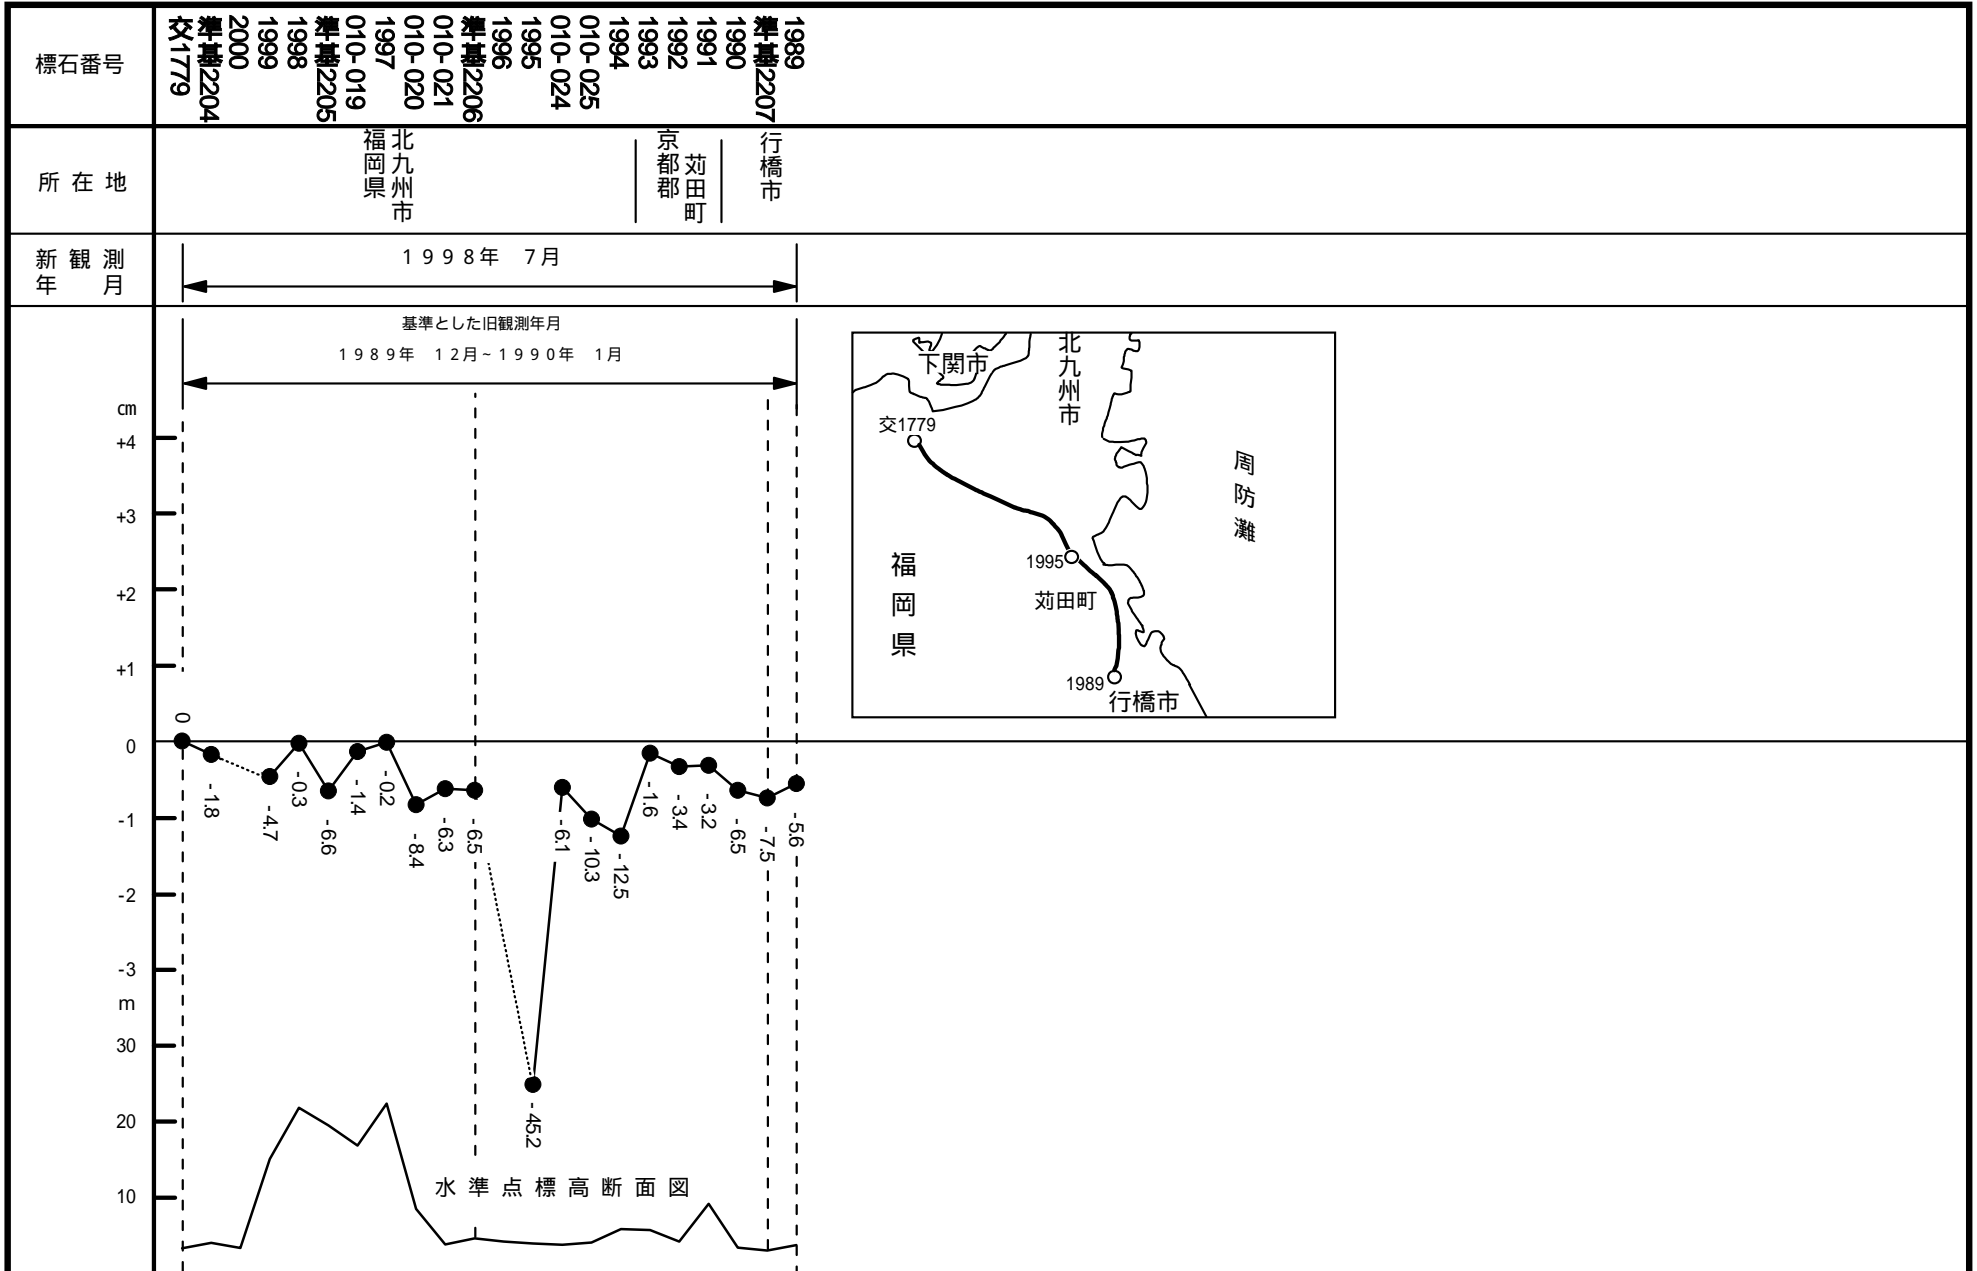 標石番号
交1779
準基2204
2000
1999
1998
準基2205
010-019
1997
010-020
010-021
準基2206
1996
1995
010-024
010-025
1994
1993
1992
1991
1990
準基2207
1989
所在地
福岡県
北九州市
京都郡
苅田町
行橋市
新観測
年月
1998年 7月
基準とした旧観測年月
1989年 12月~1990年 1月
cm
+4
+3
+2
+1
0
-1
-2
-3
m
30
20
10
0
-1.8
-4.7
-0.3
-6.6
-1.4
-0.2
-8.4
-6.3
-6.5
-45.2
-6.1
-10.3
-12.5
-1.6
-3.4
-3.2
-6.5
-7.5
-5.6
水準点標高断面図
下関市
北九州市
交1779
周防灘
福岡県
1995
苅田町
1989
行橋市